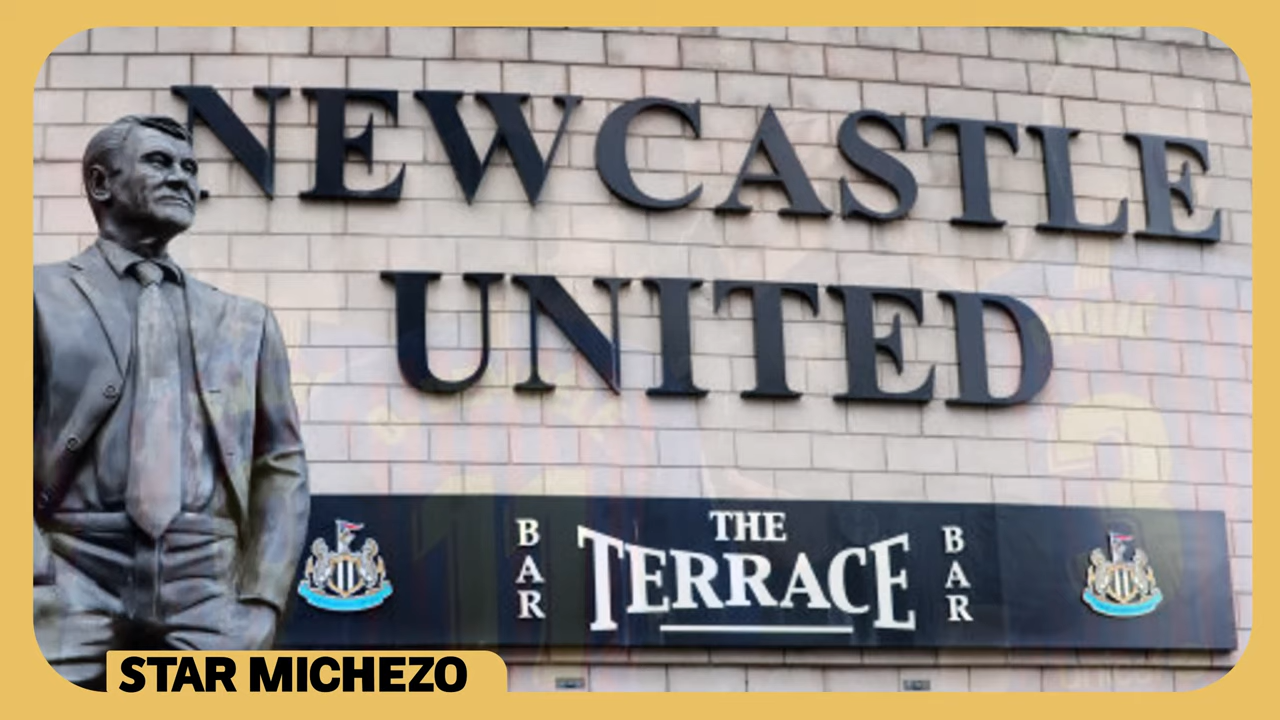 NEWCASTLE
UNITED
BAR
THE
TERRACE
BAR
STAR MICHEZO